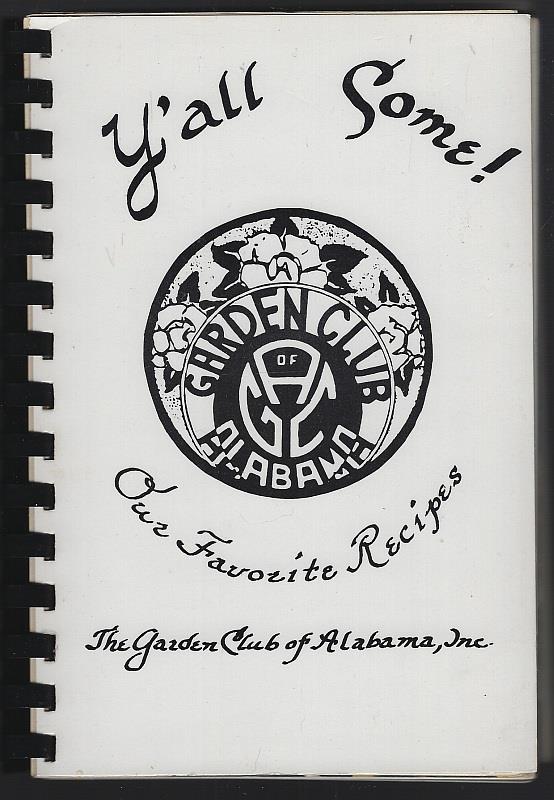 Y'all Come!
GARDEN CLUB
OF
GCA
ALABAMA
Our Favorite Recipes
The Garden Club of Alabama, Inc.